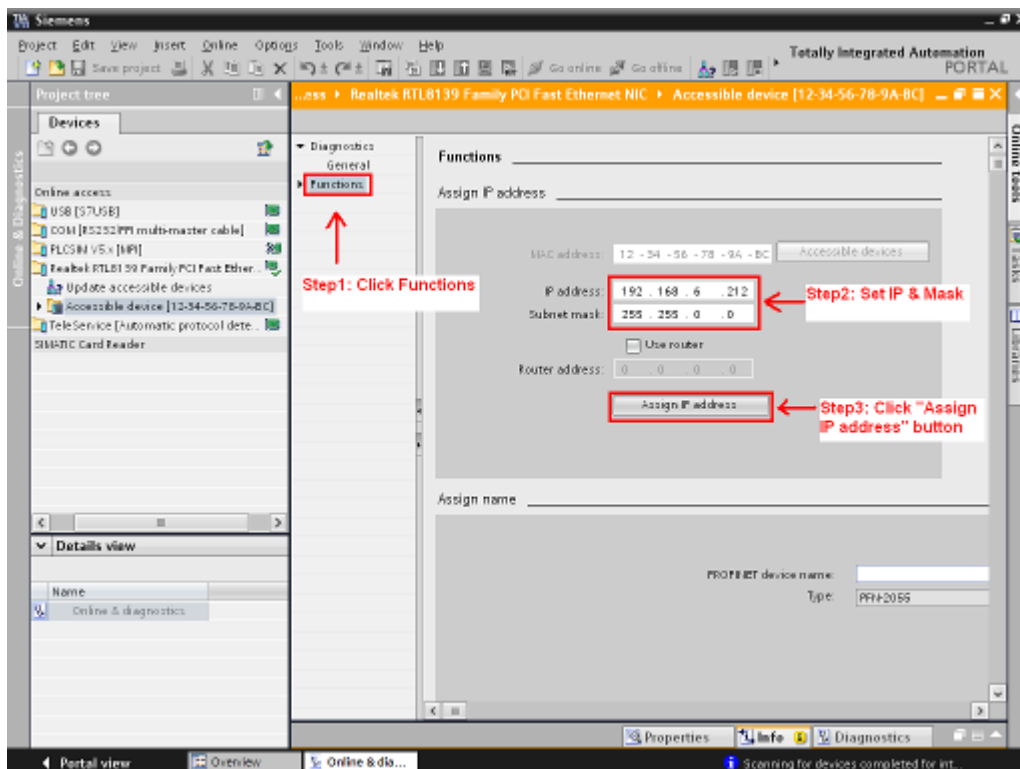 Siemens
Project Edit View Insert Online Options Tools Window Help
Save project Go online Go offline
Totally Integrated Automation
PORTAL
Project tree
...ess Realtek RTL8139 Family PCI Fast Ethernet NIC Accessible device [12-34-56-78-9A-BC]
Devices
Online & Diagnostics
Online access
USB [S7USB]
COM [RS232/PPI multi-master cable]
PLCSIM V5.x [MPI]
Realtek RTL8139 Family PCI Fast Ether...
Update accessible devices
Accessible device [12-34-56-78-9A-BC]
TeleService [Automatic protocol dete...
SIMATIC Card Reader
Details view
Name
Online & diagnostics
Diagnostics
General
Functions
Step1: Click Functions
Functions
Assign IP address
MAC address: 12 -34 -56 -78 -9A -BC Accessible devices
IP address: 192 . 168 . 6 . 212
Subnet mask: 255 . 255 . 0 . 0
Step2: Set IP & Mask
Use router
Router address: 0 . 0 . 0 . 0
Assign IP address
Step3: Click "Assign
IP address" button
Assign name
PROFINET device name:
Type: PFN-2055
Online tools
Tasks
Libraries
Properties Info Diagnostics
Portal view Overview Online & dia... Scanning for devices completed for int...